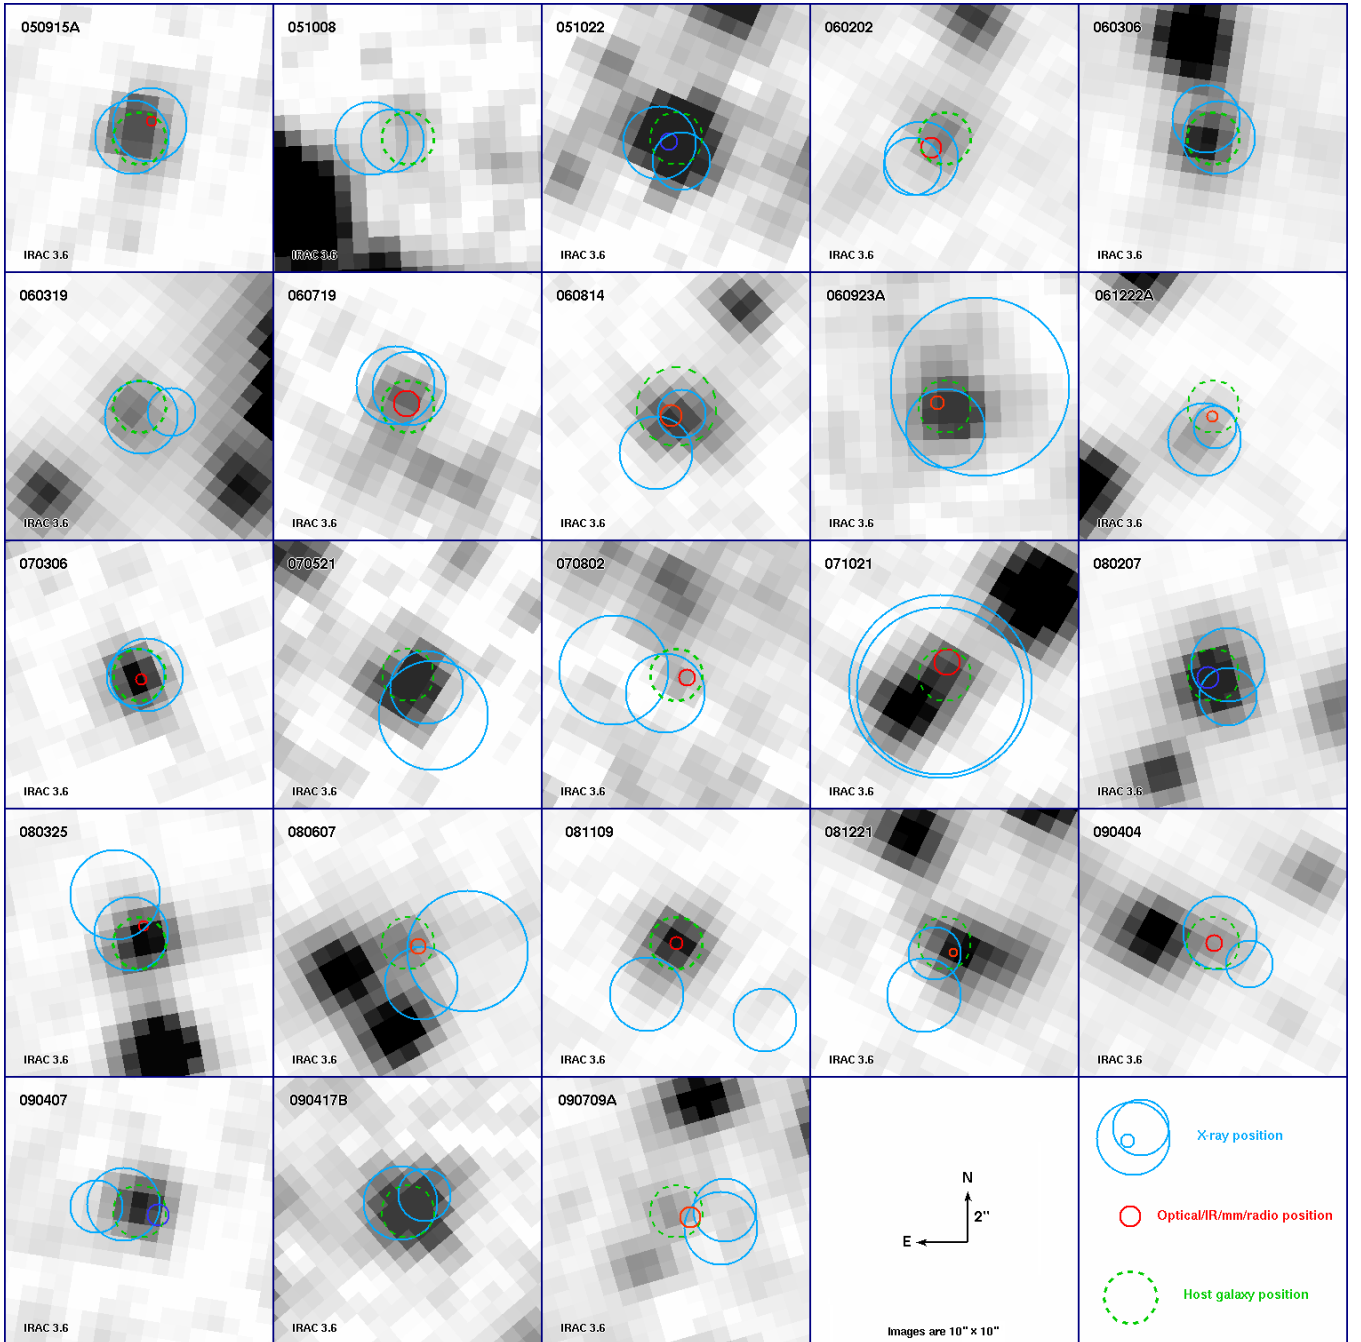 050915A
051008
051022
060202
060306
IRAC 3.6
IRAC 3.6
IRAC 3.6
IRAC 3.6
IRAC 3.6
060319
060719
060814
060923A
061222A
IRAC 3.6
IRAC 3.6
IRAC 3.6
IRAC 3.6
IRAC 3.6
070306
070521
070802
071021
080207
IRAC 3.6
IRAC 3.6
IRAC 3.6
IRAC 3.6
IRAC 3.6
080325
080607
081109
081221
090404
IRAC 3.6
IRAC 3.6
IRAC 3.6
IRAC 3.6
IRAC 3.6
090407
090417B
090709A
X-ray position
N
2"
Optical/IR/mm/radio position
E
Host galaxy position
IRAC 3.6
IRAC 3.6
IRAC 3.6
Images are 10" × 10"